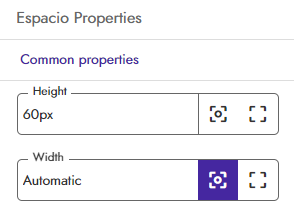 Espacio Properties
Common properties
Height
60px
Width
Automatic